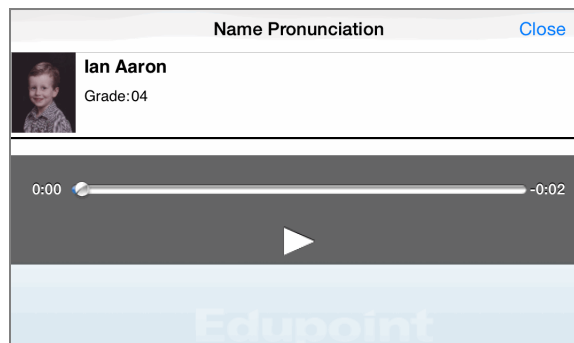 Name Pronunciation Close
Ian Aaron
Grade:04
0:00 -0:02
Edupoint